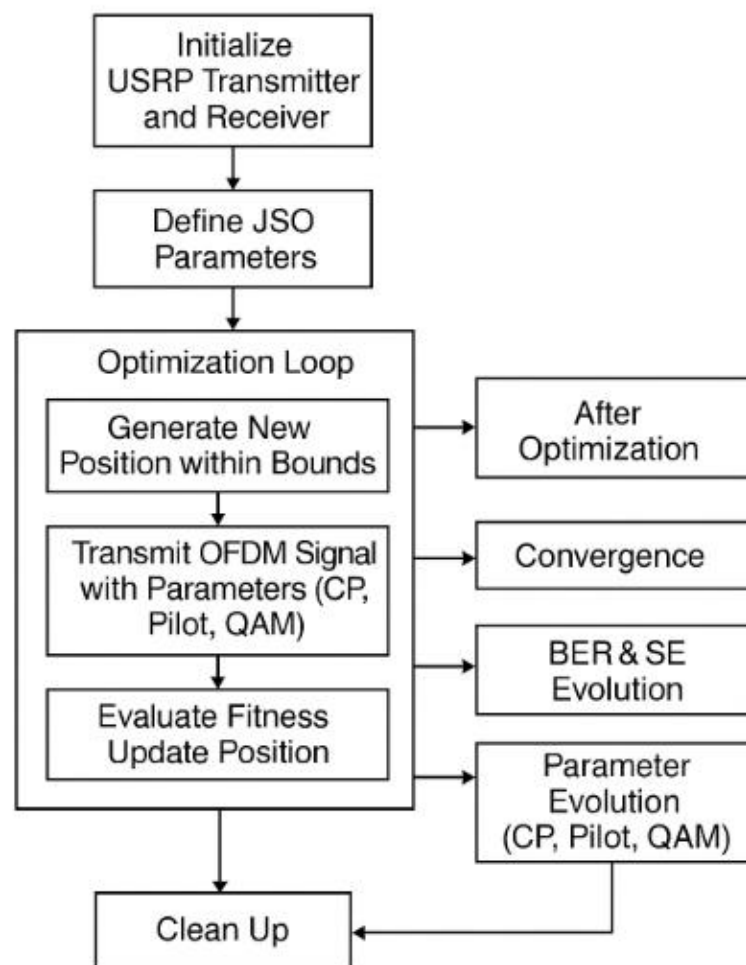 Initialize
USRP Transmitter
and Receiver
Define JSO
Parameters
Optimization Loop
Generate New
Position within Bounds
Transmit OFDM Signal
with Parameters (CP,
Pilot, QAM)
Evaluate Fitness
Update Position
After
Optimization
Convergence
BER & SE
Evolution
Parameter
Evolution
(CP, Pilot, QAM)
Clean Up